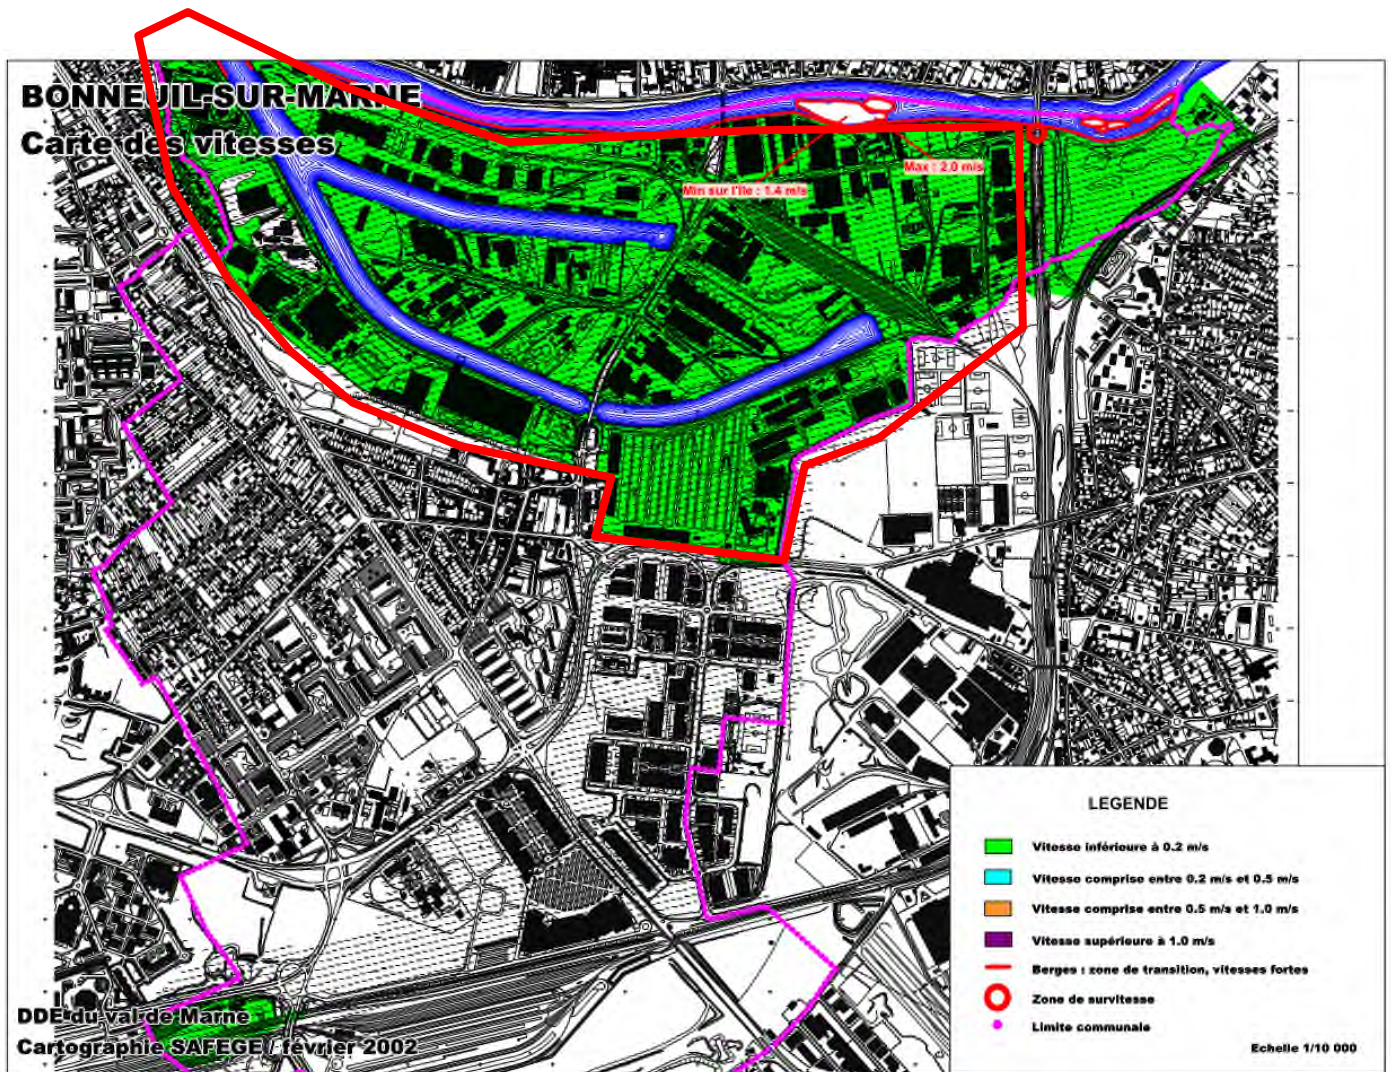 BONNEUIL-SUR-MARNE
Carte des vitesses
Max : 2.0 m/s
Min sur l'île : 1.4 m/s
LEGENDE
Vitesse inférieure à 0.2 m/s
Vitesse comprise entre 0.2 m/s et 0.5 m/s
Vitesse comprise entre 0.5 m/s et 1.0 m/s
Vitesse supérieure à 1.0 m/s
Berges : zone de transition, vitesses fortes
Zone de survitesse
Limite communale
Echelle 1/10 000
DDE du val de Marne
Cartographie SAFEGE / février 2002